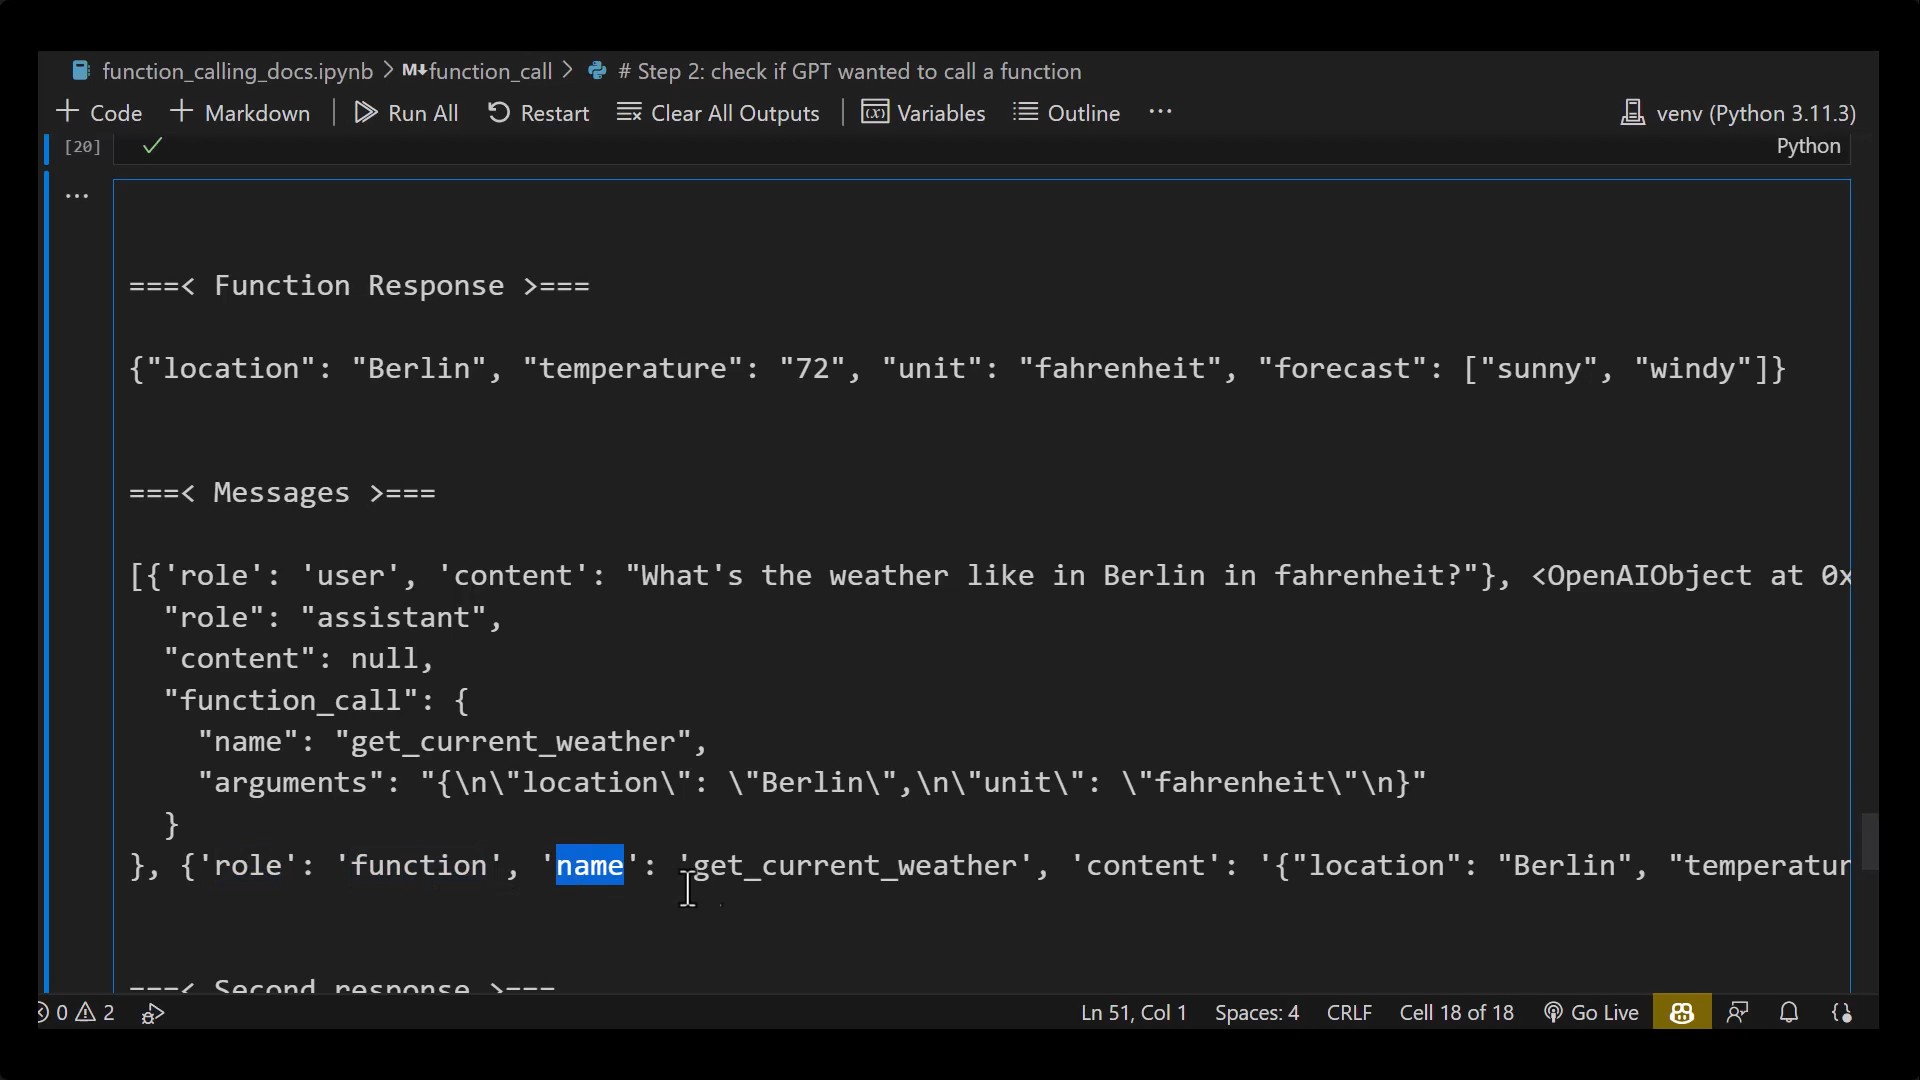 function_calling_docs.ipynb > M↓function_call > # Step 2: check if GPT wanted to call a function
+ Code + Markdown | Run All Restart Clear All Outputs | Variables Outline ... venv (Python 3.11.3)
[20] ✓ Python
...
===< Function Response >===
{"location": "Berlin", "temperature": "72", "unit": "fahrenheit", "forecast": ["sunny", "windy"]}
===< Messages >===
[{'role': 'user', 'content': "What's the weather like in Berlin in fahrenheit?"}, <OpenAIObject at 0x
"role": "assistant",
"content": null,
"function_call": {
"name": "get_current_weather",
"arguments": "{\n\"location\": \"Berlin\",\n\"unit\": \"fahrenheit\"\n}"
}
}, {'role': 'function', 'name': 'get_current_weather', 'content': '{"location": "Berlin", "temperatur
===< Second response >===
0 2 Ln 51, Col 1 Spaces: 4 CRLF Cell 18 of 18 Go Live